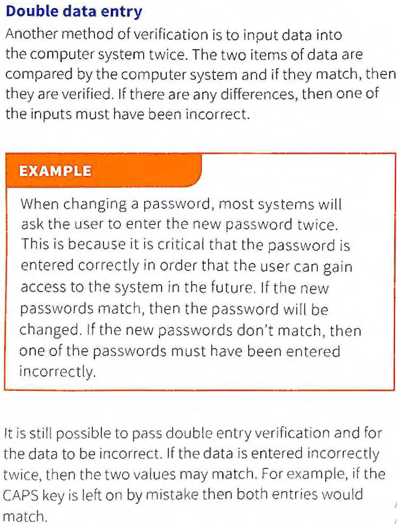 Double data entry
Another method of verification is to input data into
the computer system twice. The two items of data are
compared by the computer system and if they match, then
they are verified. If there are any differences, then one of
the inputs must have been incorrect.
EXAMPLE
When changing a password, most systems will
ask the user to enter the new password twice.
This is because it is critical that the password is
entered correctly in order that the user can gain
access to the system in the future. If the new
passwords match, then the password will be
changed. If the new passwords don't match, then
one of the passwords must have been entered
incorrectly.
It is still possible to pass double entry verification and for
the data to be incorrect. If the data is entered incorrectly
twice, then the two values may match. For example, if the
CAPS key is left on by mistake then both entries would
match.